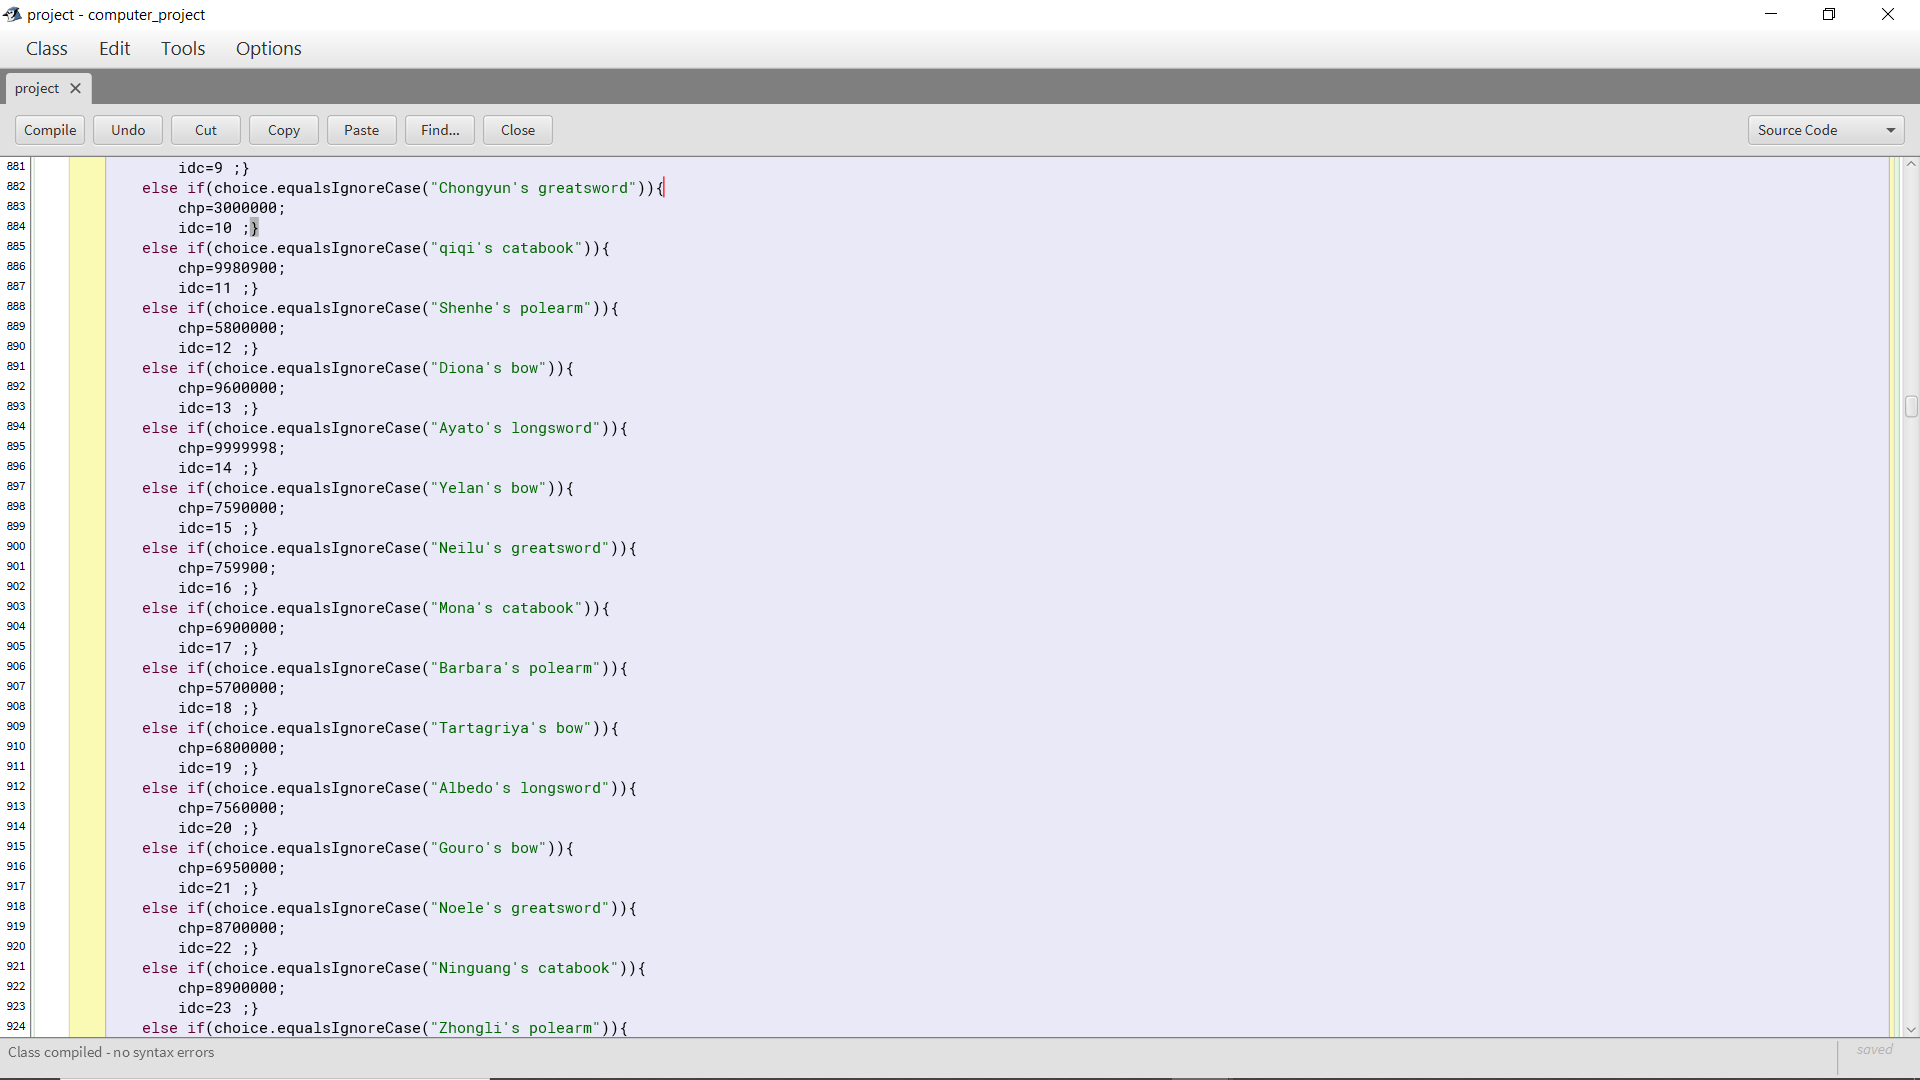 project - computer_project
Class Edit Tools Options
project
Compile Undo Cut Copy Paste Find... Close Source Code
881 idc=9 ;}
882 else if(choice.equalsIgnoreCase("Chongyun's greatsword")){
883 chp=3000000;
884 idc=10 ;}
885 else if(choice.equalsIgnoreCase("qiqi's catabook")){
886 chp=9980900;
887 idc=11 ;}
888 else if(choice.equalsIgnoreCase("Shenhe's polearm")){
889 chp=5800000;
890 idc=12 ;}
891 else if(choice.equalsIgnoreCase("Diona's bow")){
892 chp=9600000;
893 idc=13 ;}
894 else if(choice.equalsIgnoreCase("Ayato's longsword")){
895 chp=9999998;
896 idc=14 ;}
897 else if(choice.equalsIgnoreCase("Yelan's bow")){
898 chp=7590000;
899 idc=15 ;}
900 else if(choice.equalsIgnoreCase("Neilu's greatsword")){
901 chp=759900;
902 idc=16 ;}
903 else if(choice.equalsIgnoreCase("Mona's catabook")){
904 chp=6900000;
905 idc=17 ;}
906 else if(choice.equalsIgnoreCase("Barbara's polearm")){
907 chp=5700000;
908 idc=18 ;}
909 else if(choice.equalsIgnoreCase("Tartagriya's bow")){
910 chp=6800000;
911 idc=19 ;}
912 else if(choice.equalsIgnoreCase("Albedo's longsword")){
913 chp=7560000;
914 idc=20 ;}
915 else if(choice.equalsIgnoreCase("Gouro's bow")){
916 chp=6950000;
917 idc=21 ;}
918 else if(choice.equalsIgnoreCase("Noele's greatsword")){
919 chp=8700000;
920 idc=22 ;}
921 else if(choice.equalsIgnoreCase("Ninguang's catabook")){
922 chp=8900000;
923 idc=23 ;}
924 else if(choice.equalsIgnoreCase("Zhongli's polearm")){
Class compiled - no syntax errors
saved